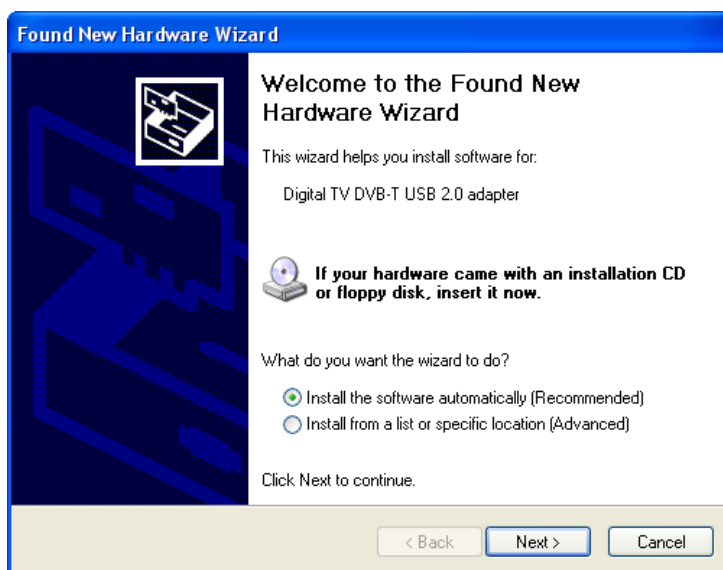 Found New Hardware Wizard
Welcome to the Found New
Hardware Wizard
This wizard helps you install software for:
Digital TV DVB-T USB 2.0 adapter
If your hardware came with an installation CD
or floppy disk, insert it now.
What do you want the wizard to do?
Install the software automatically (Recommended)
Install from a list or specific location (Advanced)
Click Next to continue.
< Back Next > Cancel